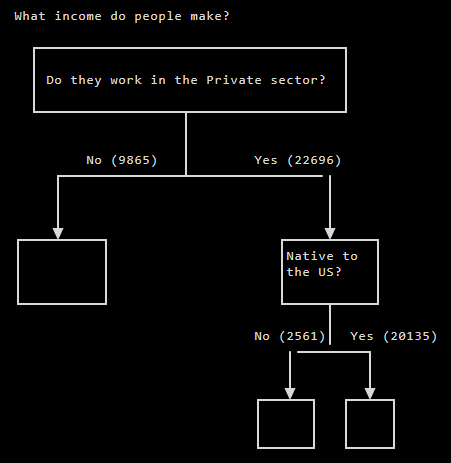 What income do people make?
Do they work in the Private sector?
No (9865)
Yes (22696)
Native to
the US?
No (2561)
Yes (20135)